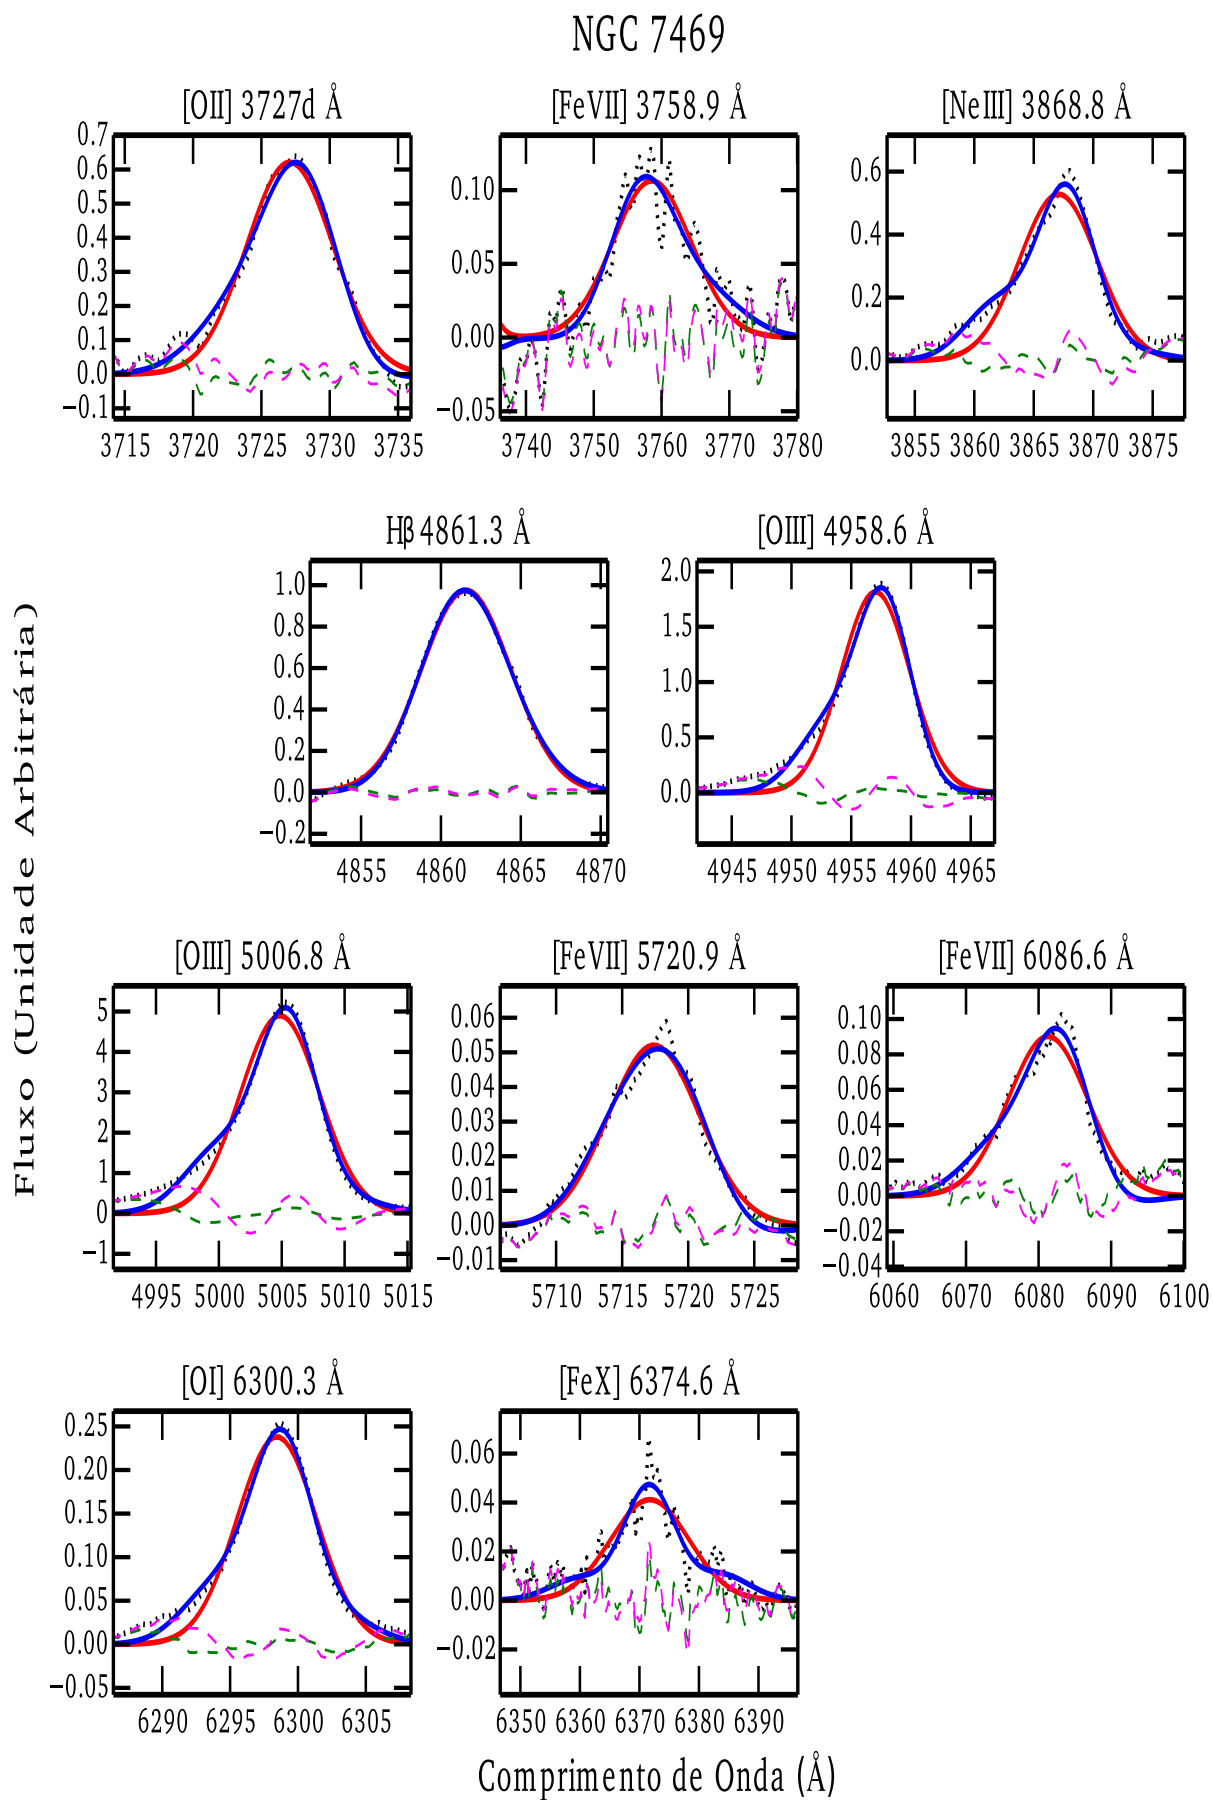 NGC 7469
[OII] 3727d Å
[FeVII] 3758.9 Å
[NeIII] 3868.8 Å
0.7
0.6
0.5
0.4
0.3
0.2
0.1
0.0
−0.1
3715 3720 3725 3730 3735
0.10
0.05
0.00
−0.05
3740 3750 3760 3770 3780
0.6
0.4
0.2
0.0
3855 3860 3865 3870 3875
Hβ 4861.3 Å
[OIII] 4958.6 Å
1.0
0.8
0.6
0.4
0.2
0.0
−0.2
4855 4860 4865 4870
2.0
1.5
1.0
0.5
0.0
4945 4950 4955 4960 4965
Fluxo (Unidade Arbitrária)
[OIII] 5006.8 Å
[FeVII] 5720.9 Å
[FeVII] 6086.6 Å
5
4
3
2
1
0
−1
4995 5000 5005 5010 5015
0.06
0.05
0.04
0.03
0.02
0.01
0.00
−0.01
5710 5715 5720 5725
0.10
0.08
0.06
0.04
0.02
0.00
−0.02
−0.04
6060 6070 6080 6090 6100
[OI] 6300.3 Å
[FeX] 6374.6 Å
0.25
0.20
0.15
0.10
0.05
0.00
−0.05
6290 6295 6300 6305
0.06
0.04
0.02
0.00
−0.02
6350 6360 6370 6380 6390
Comprimento de Onda (Å)